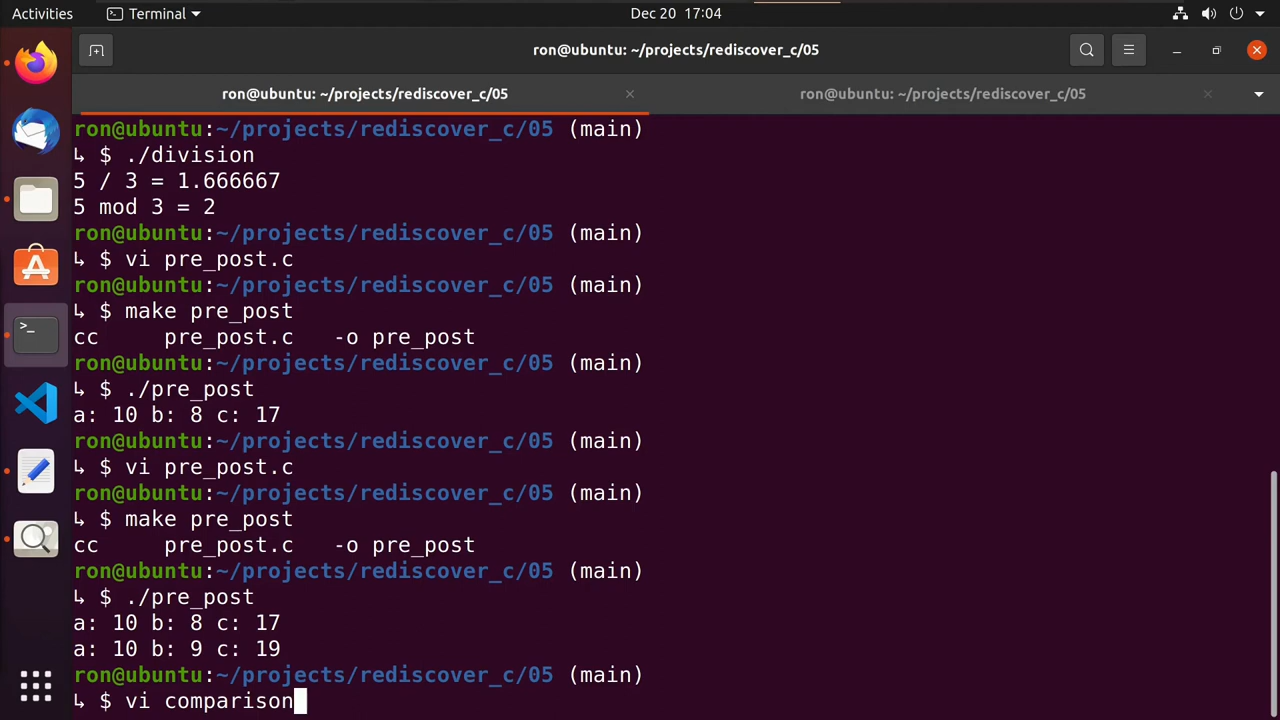 Activities
Terminal
Dec 20 17:04
ron@ubuntu: ~/projects/rediscover_c/05
ron@ubuntu: ~/projects/rediscover_c/05
ron@ubuntu: ~/projects/rediscover_c/05
ron@ubuntu:~/projects/rediscover_c/05 (main)
↳ $ ./division
5 / 3 = 1.666667
5 mod 3 = 2
ron@ubuntu:~/projects/rediscover_c/05 (main)
↳ $ vi pre_post.c
ron@ubuntu:~/projects/rediscover_c/05 (main)
↳ $ make pre_post
cc     pre_post.c   -o pre_post
ron@ubuntu:~/projects/rediscover_c/05 (main)
↳ $ ./pre_post
a: 10 b: 8 c: 17
ron@ubuntu:~/projects/rediscover_c/05 (main)
↳ $ vi pre_post.c
ron@ubuntu:~/projects/rediscover_c/05 (main)
↳ $ make pre_post
cc     pre_post.c   -o pre_post
ron@ubuntu:~/projects/rediscover_c/05 (main)
↳ $ ./pre_post
a: 10 b: 8 c: 17
a: 10 b: 9 c: 19
ron@ubuntu:~/projects/rediscover_c/05 (main)
↳ $ vi comparison